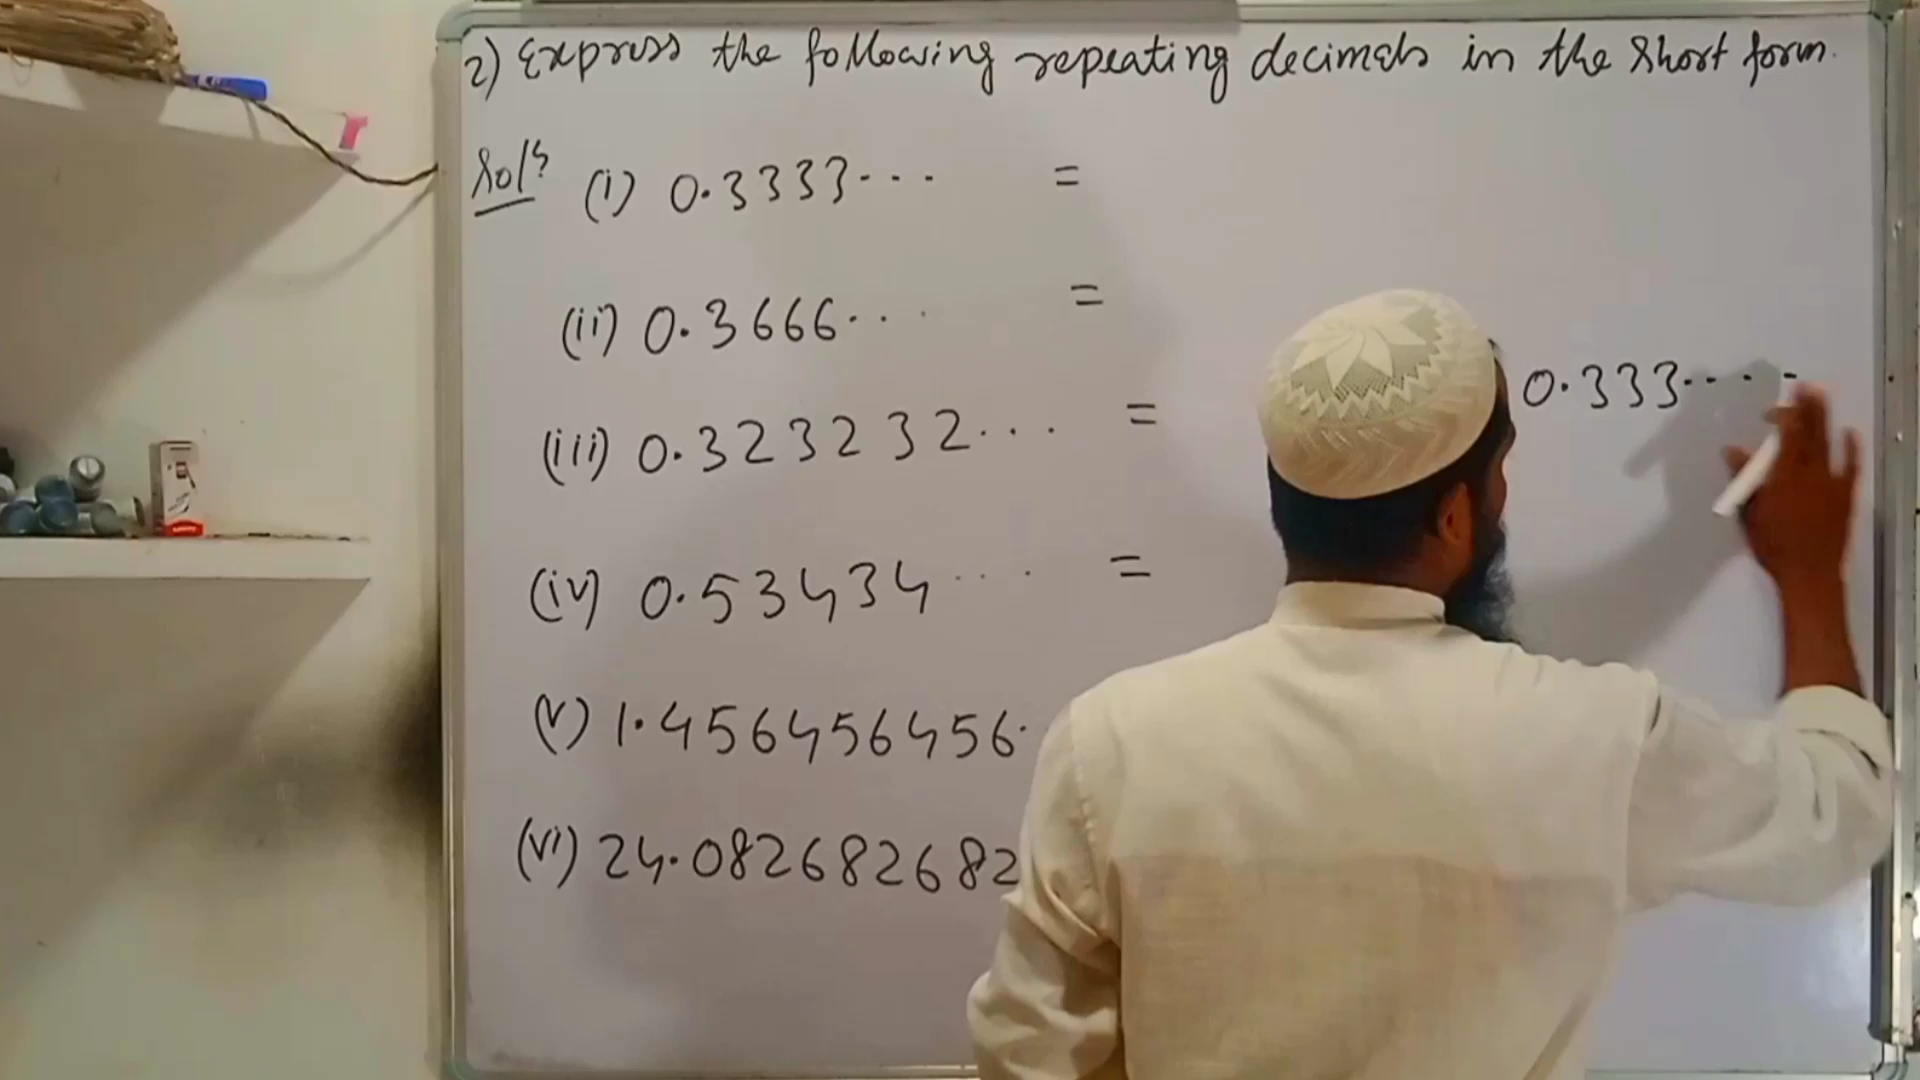 2) Express the following repeating decimals in the short form.
Sol: (i) 0.3333... =
(ii) 0.3666... =
0.333....
(iii) 0.323232... =
(iv) 0.53434... =
(v) 1.456456456.
(vi) 24.082682682